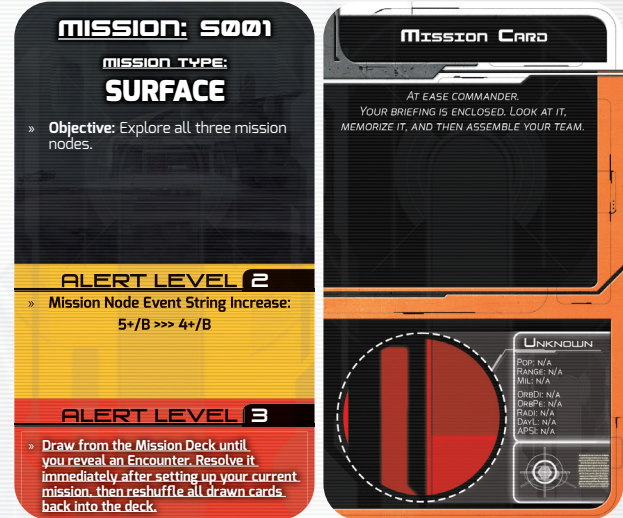 MISSION: S001
MISSION TYPE:
SURFACE
» Objective: Explore all three mission
nodes.
ALERT LEVEL 2
» Mission Node Event String Increase:
5+/B >>> 4+/B
ALERT LEVEL 3
» Draw from the Mission Deck until
you reveal an Encounter. Resolve it
immediately after setting up your current
mission, then reshuffle all drawn cards
back into the deck.
Mission Card
At ease Commander.
Your briefing is enclosed. Look at it,
memorize it, and then assemble your team.
Unknown
Pop: N/A
Range: N/A
Mil: N/A
OrbDi: N/A
OrbPe: N/A
Radi: N/A
DayL: N/A
APSI: N/A